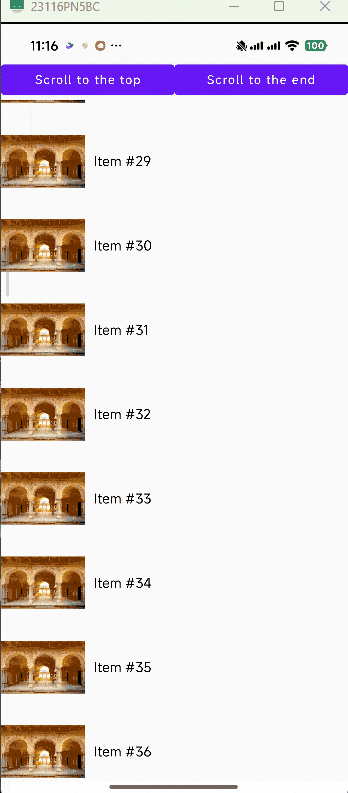 23116PN5BC
11:16 ... 100
Scroll to the top Scroll to the end
Item #29
Item #30
Item #31
Item #32
Item #33
Item #34
Item #35
Item #36